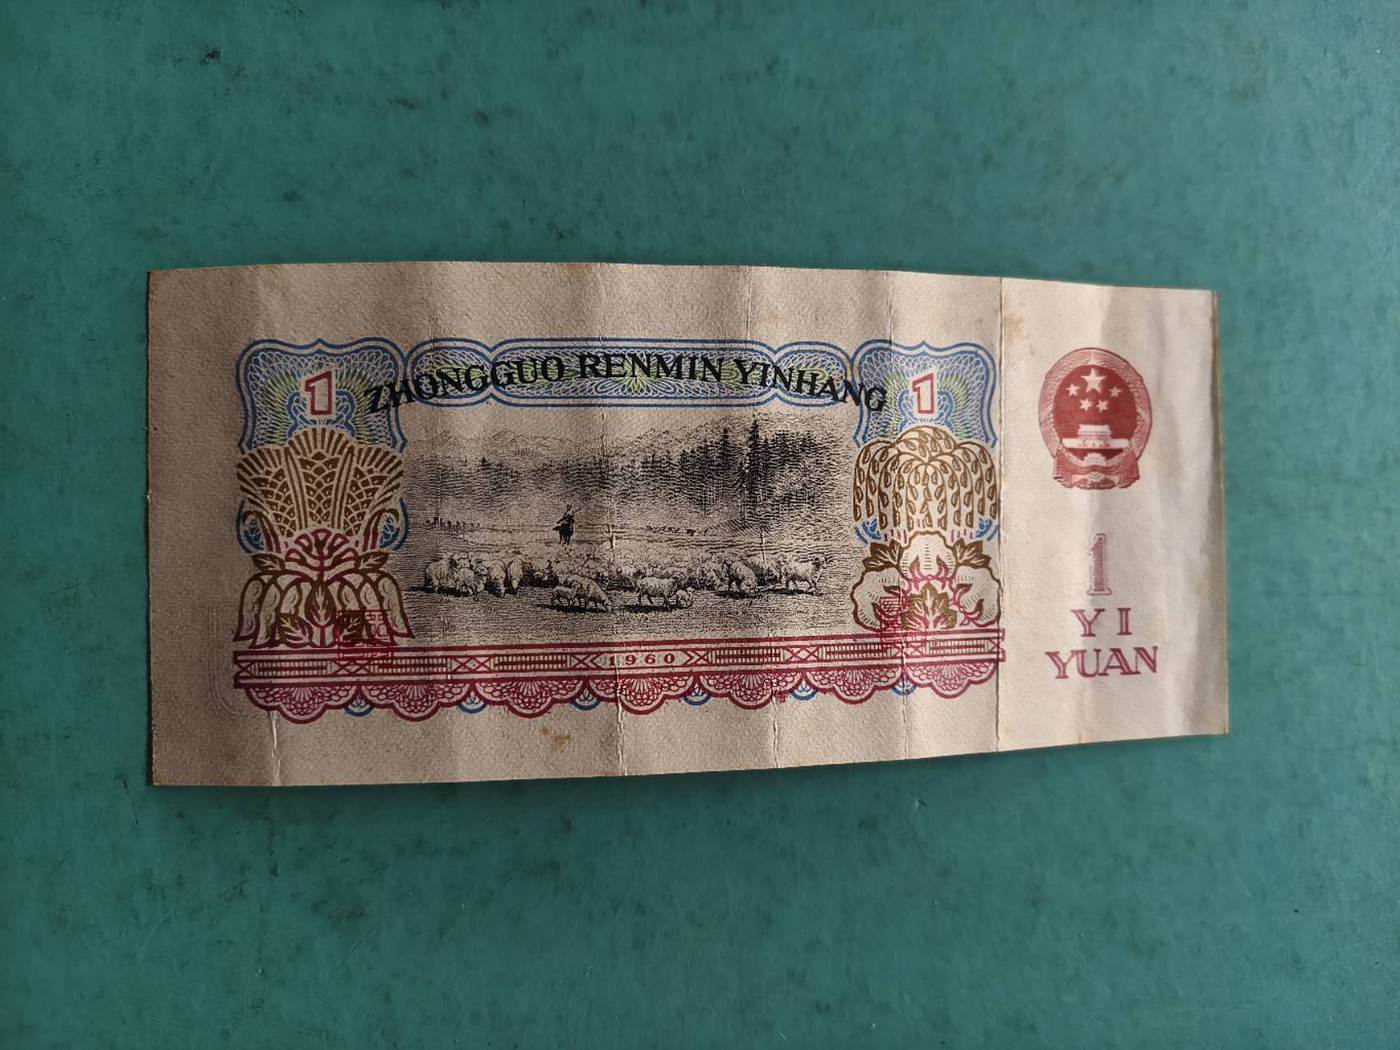 1 ZHONGGUO RENMIN YINHANG 1
1960
1
YI
YUAN